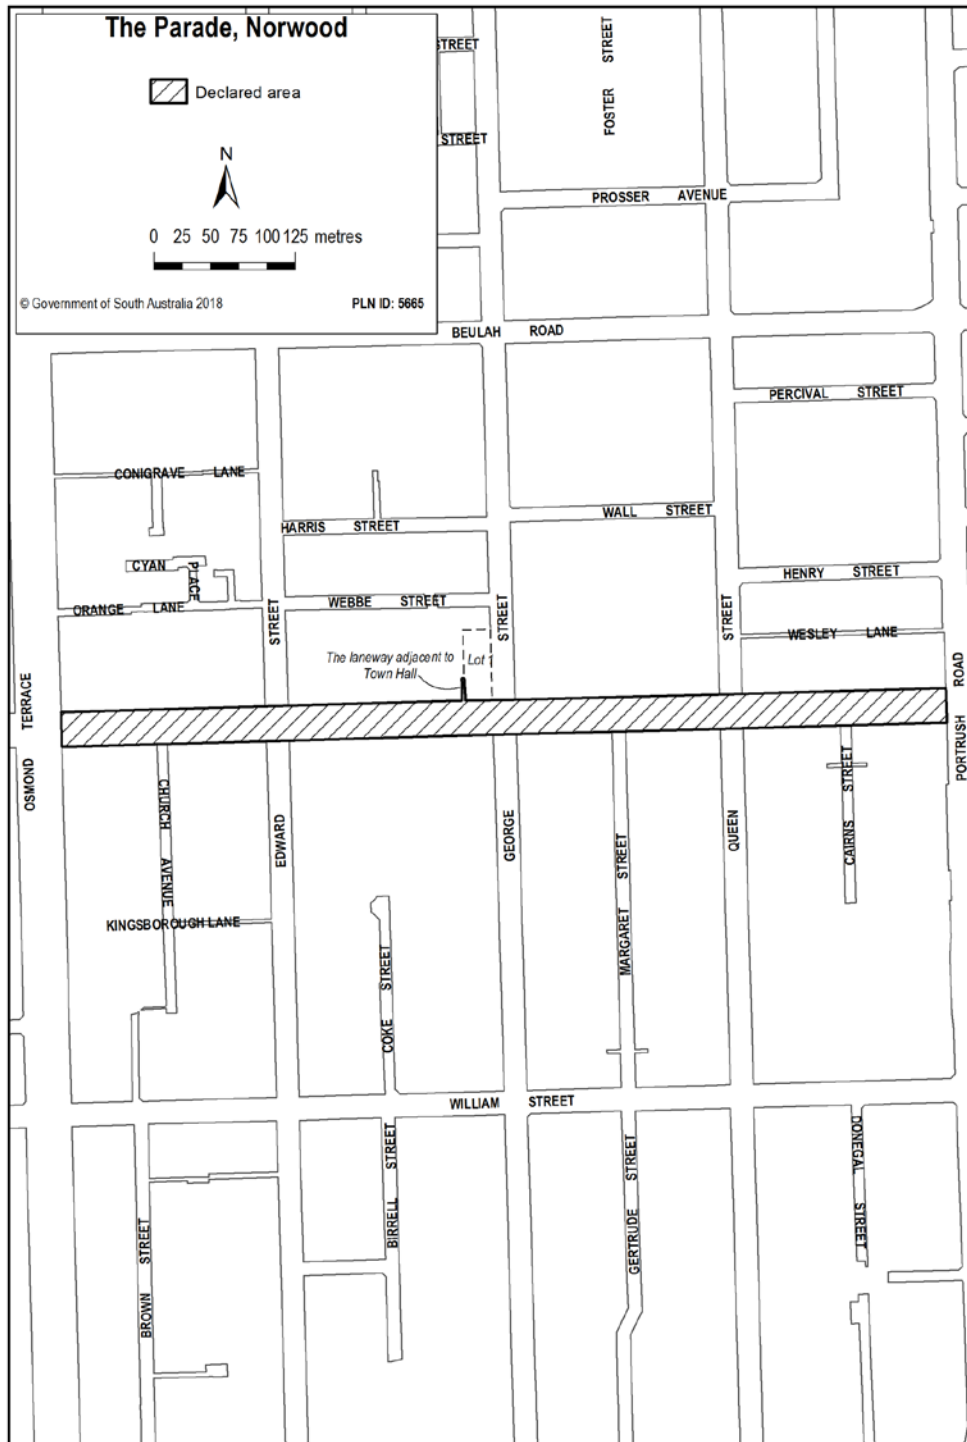 The Parade, Norwood
Declared area
N
0 25 50 75 100 125 metres
© Government of South Australia 2018
PLN ID: 5665
STREET
STREET
FOSTER STREET
PROSSER AVENUE
BEULAH ROAD
PERCIVAL STREET
CONIGRAVE LANE
WALL STREET
HARRIS STREET
CYAN PLACE
HENRY STREET
ORANGE LANE
WEBBE STREET
WESLEY LANE
The laneway adjacent to
Town Hall
Lot 1
OSMOND TERRACE
EDWARD STREET
GEORGE STREET
QUEEN STREET
PORTRUSH ROAD
CHURCH AVENUE
MARGARET STREET
CAIRNS STREET
KINGSBOROUGH LANE
COKE STREET
WILLIAM STREET
BROWN STREET
BIRRELL STREET
GERTRUDE STREET
DONEGAL STREET